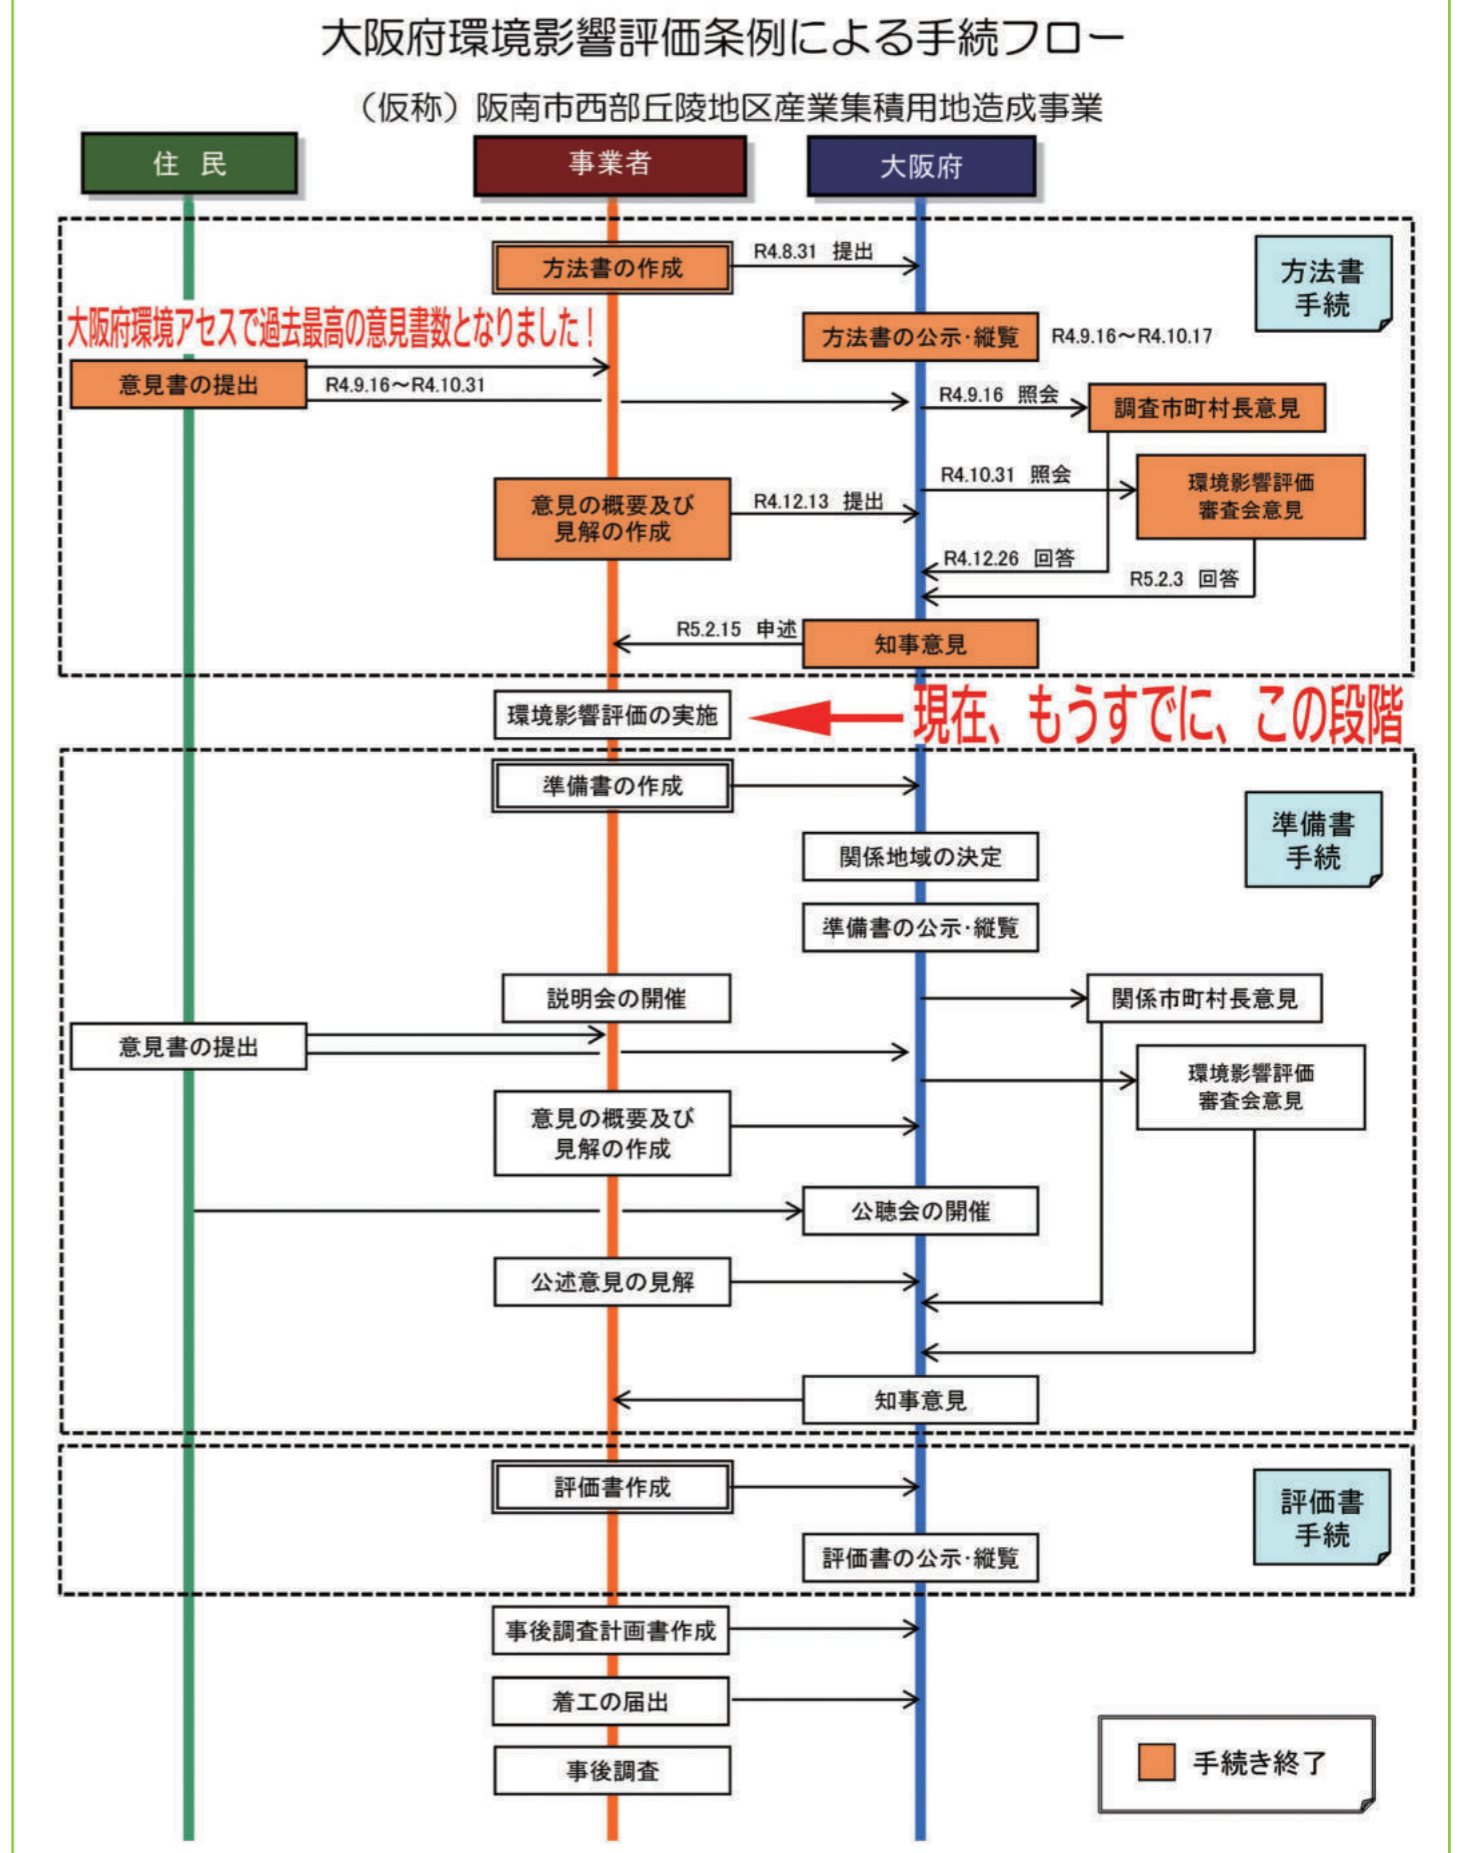 大阪府環境影響評価条例による手続フロー
（仮称）阪南市西部丘陵地区産業集積用地造成事業
住 民
事業者
大阪府
方法書の作成
R4.8.31 提出
方法書
手続
大阪府環境アセスで過去最高の意見書数となりました！
方法書の公示･縦覧
R4.9.16～R4.10.17
意見書の提出
R4.9.16～R4.10.31
R4.9.16 照会
調査市町村長意見
意見の概要及び
見解の作成
R4.12.13 提出
R4.10.31 照会
環境影響評価
審査会意見
R4.12.26 回答
R5.2.3 回答
R5.2.15 申述
知事意見
環境影響評価の実施
現在、もうすでに、この段階
準備書の作成
準備書
手続
関係地域の決定
準備書の公示･縦覧
説明会の開催
関係市町村長意見
意見書の提出
環境影響評価
審査会意見
意見の概要及び
見解の作成
公聴会の開催
公述意見の見解
知事意見
評価書作成
評価書
手続
評価書の公示･縦覧
事後調査計画書作成
着工の届出
事後調査
手続き終了